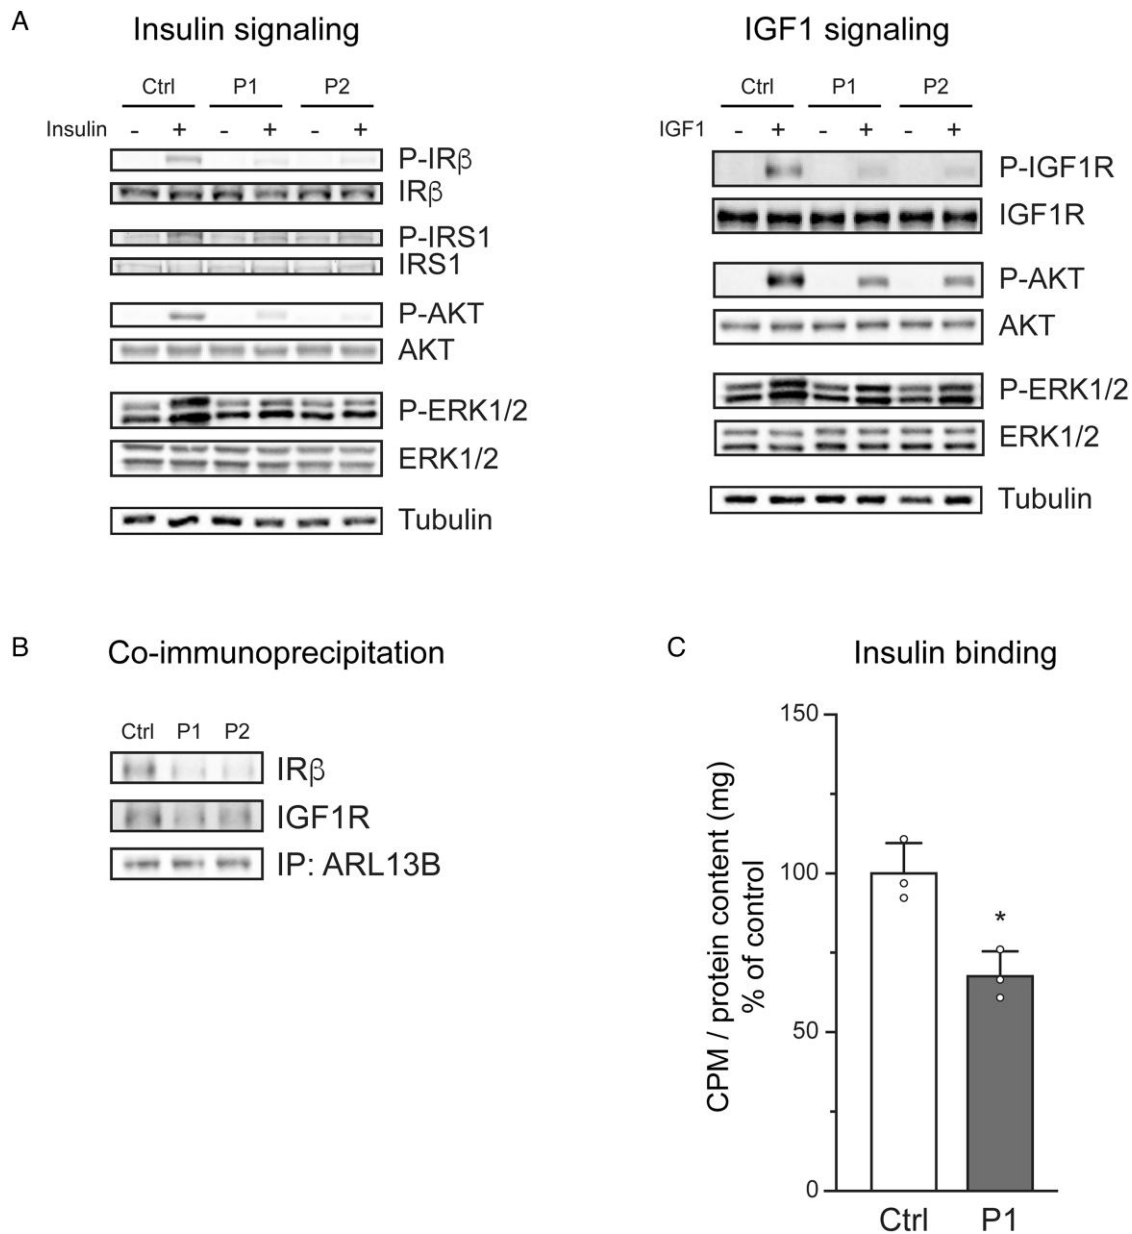 A
Insulin signaling
Ctrl P1 P2
Insulin - + - + - +
P-IRβ
IRβ
P-IRS1
IRS1
P-AKT
AKT
P-ERK1/2
ERK1/2
Tubulin
IGF1 signaling
Ctrl P1 P2
IGF1 - + - + - +
P-IGF1R
IGF1R
P-AKT
AKT
P-ERK1/2
ERK1/2
Tubulin
B
Co-immunoprecipitation
Ctrl P1 P2
IRβ
IGF1R
IP: ARL13B
C
Insulin binding
CPM / protein content (mg)
% of control
150
100
50
0
*
Ctrl P1